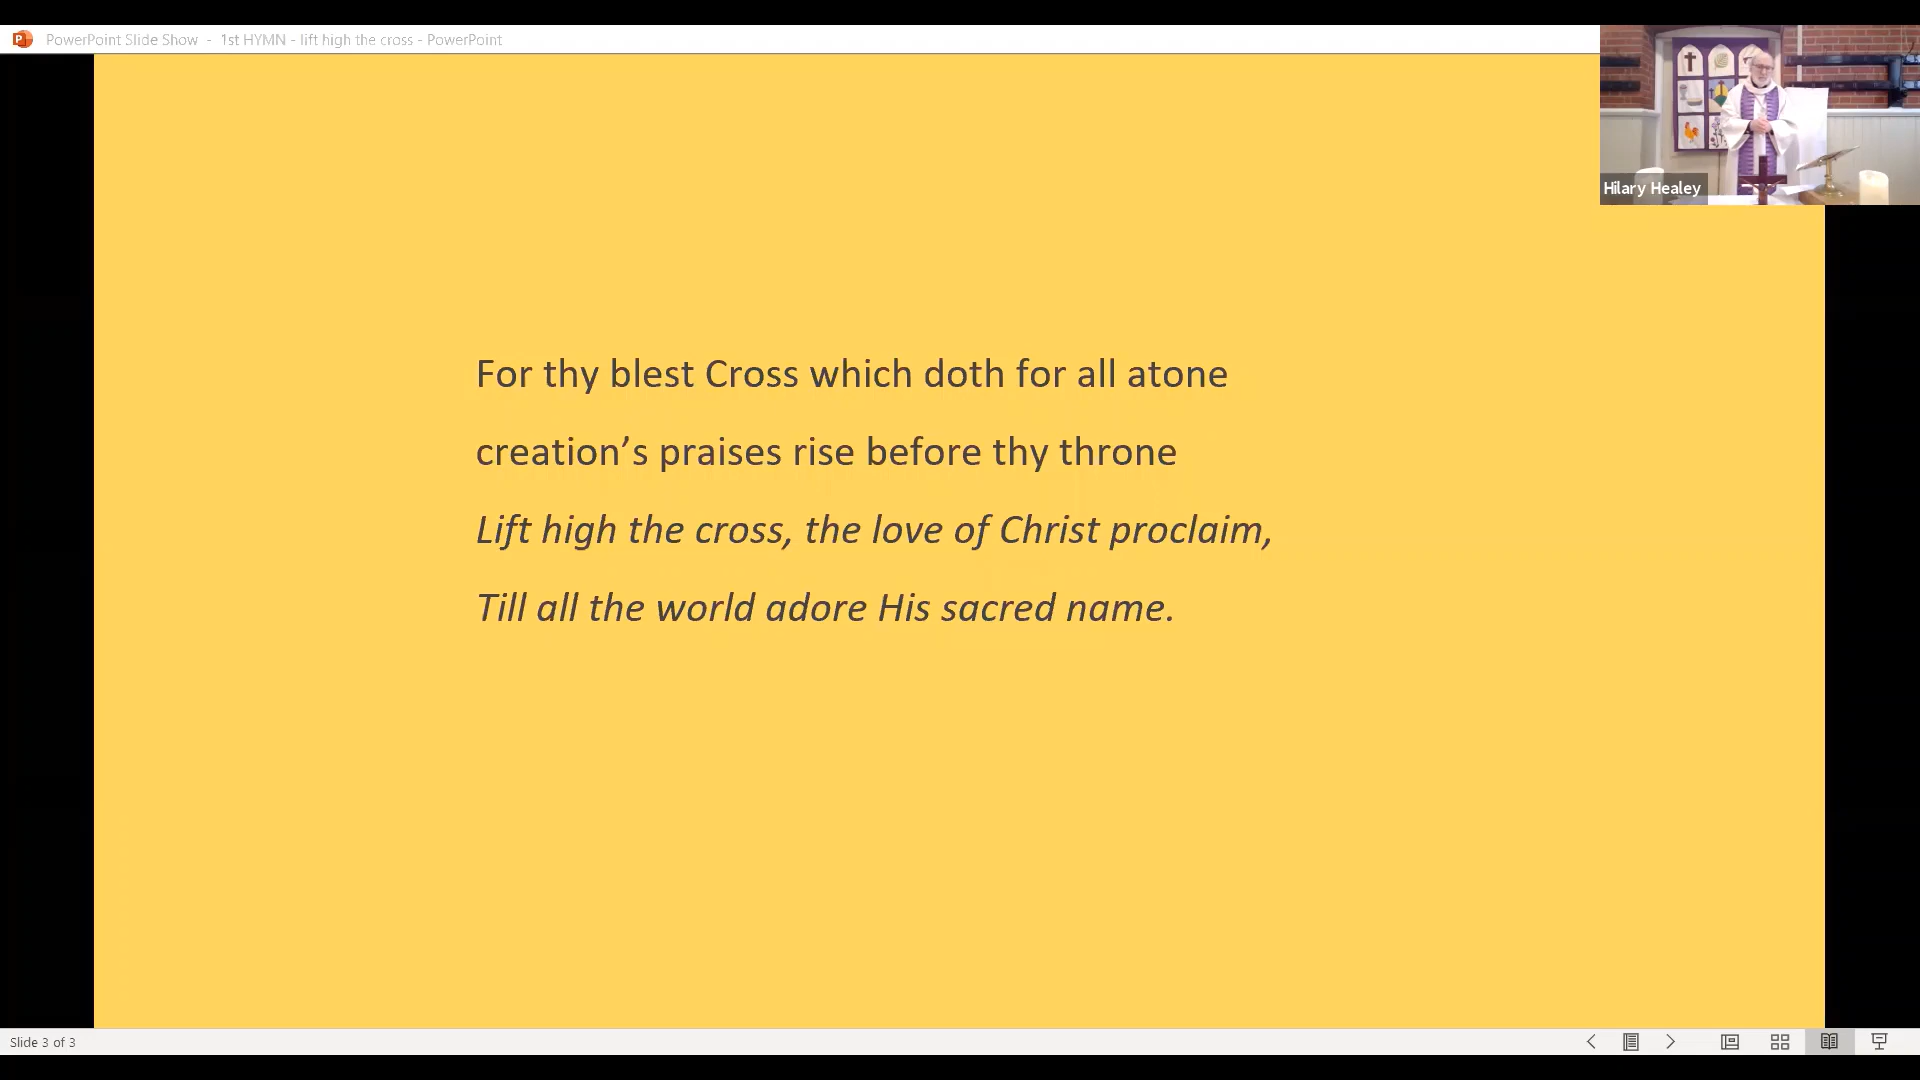 PowerPoint Slide Show - 1st HYMN - lift high the cross - PowerPoint
Hilary Healey
For thy blest Cross which doth for all atone
creation’s praises rise before thy throne
Lift high the cross, the love of Christ proclaim,
Till all the world adore His sacred name.
Slide 3 of 3